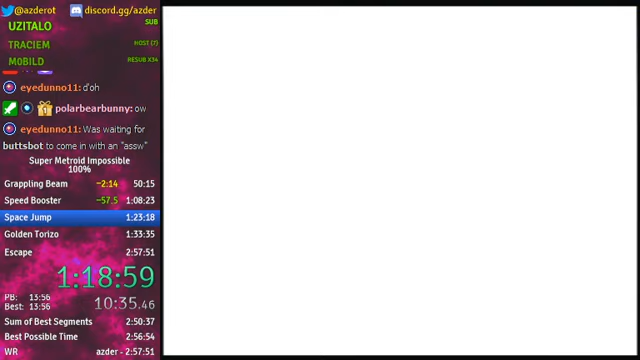 @azderot discord.gg/azder
UZITALO SUB
TRACIEM HOST (7)
M0BILD RESUB X34
eyedunno11: d'oh
polarbearbunny: ow
eyedunno11: Was waiting for
buttsbot to come in with an "assw"
Super Metroid Impossible
100%
Grappling Beam −2:14 50:15
Speed Booster −57.5 1:08:23
Space Jump 1:23:18
Golden Torizo 1:33:35
Escape 2:57:51
1:18:59
PB: 13:56
Best: 13:56 10:35.46
Sum of Best Segments 2:50:37
Best Possible Time 2:56:54
WR azder - 2:57:51